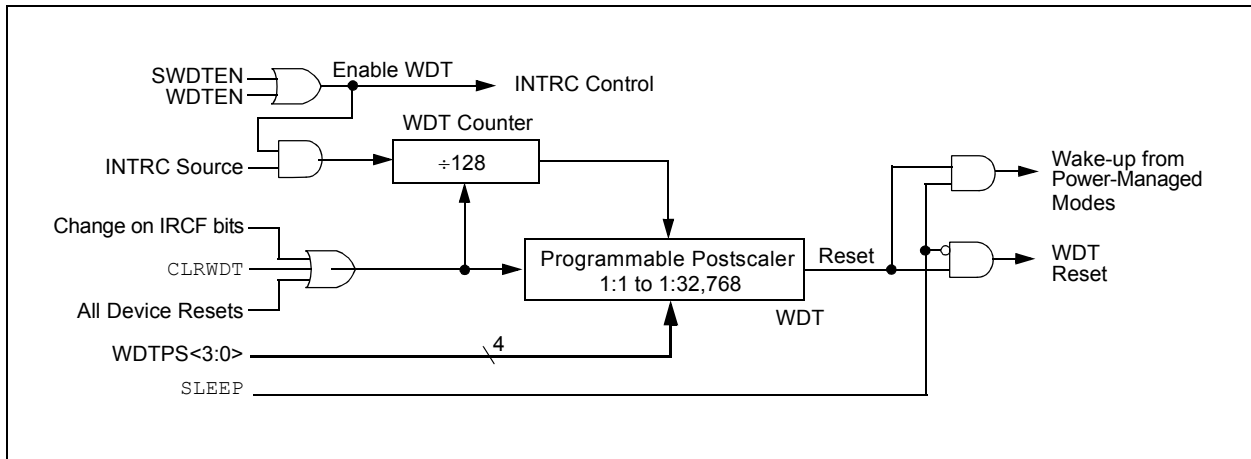 SWDTEN
WDTEN
Enable WDT
INTRC Control
WDT Counter
INTRC Source
÷128
Wake-up from
Power-Managed
Modes
Change on IRCF bits
CLRWDT
All Device Resets
Programmable Postscaler
1:1 to 1:32,768
Reset
WDT
Reset
WDT
WDTPS<3:0>
4
SLEEP